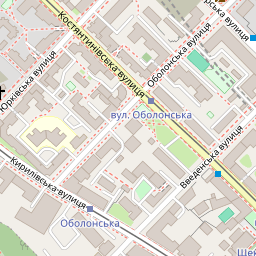 Костянтинівська вулиця
Юрківська вулиця
Оболонська вулиця
вул. Оболонська
Введенська вулиця
Кирилівська вулиця
Оболонська